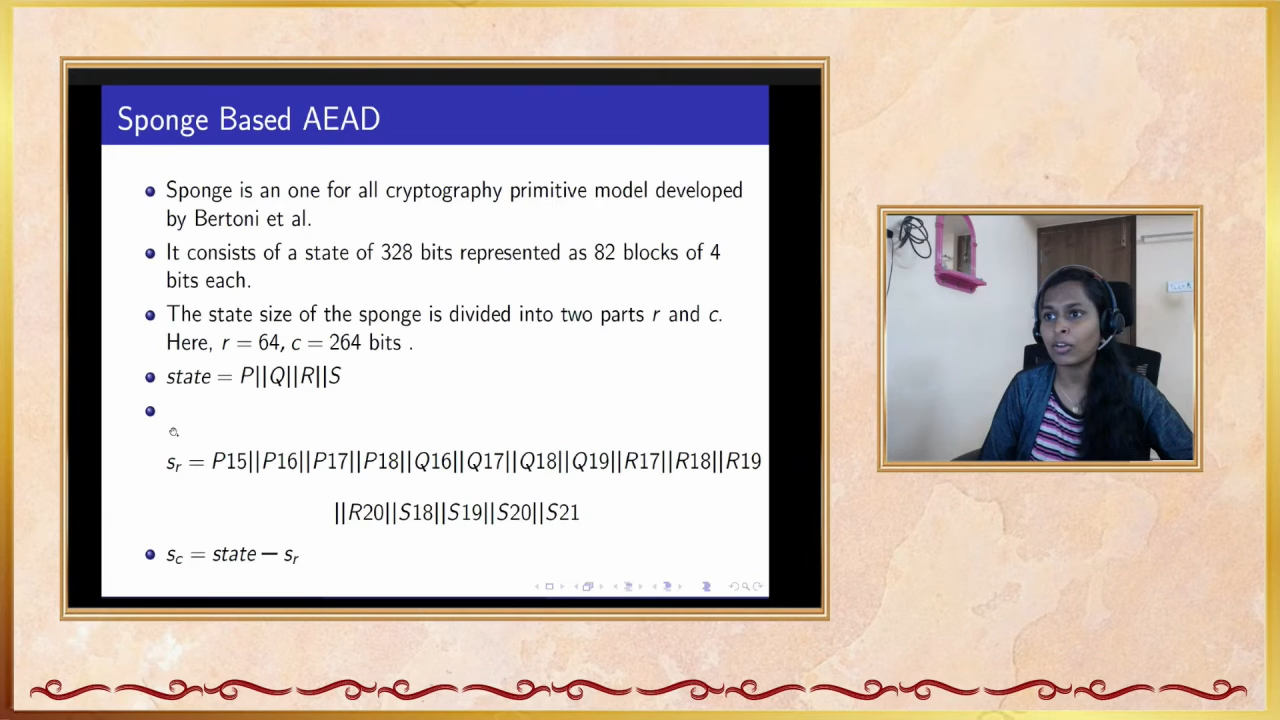 Sponge Based AEAD
Sponge is an one for all cryptography primitive model developed
by Bertoni et al.
It consists of a state of 328 bits represented as 82 blocks of 4
bits each.
The state size of the sponge is divided into two parts r and c.
Here, r = 64, c = 264 bits .
state = P||Q||R||S
s_r = P15||P16||P17||P18||Q16||Q17||Q18||Q19||R17||R18||R19
||R20||S18||S19||S20||S21
s_c = state − s_r